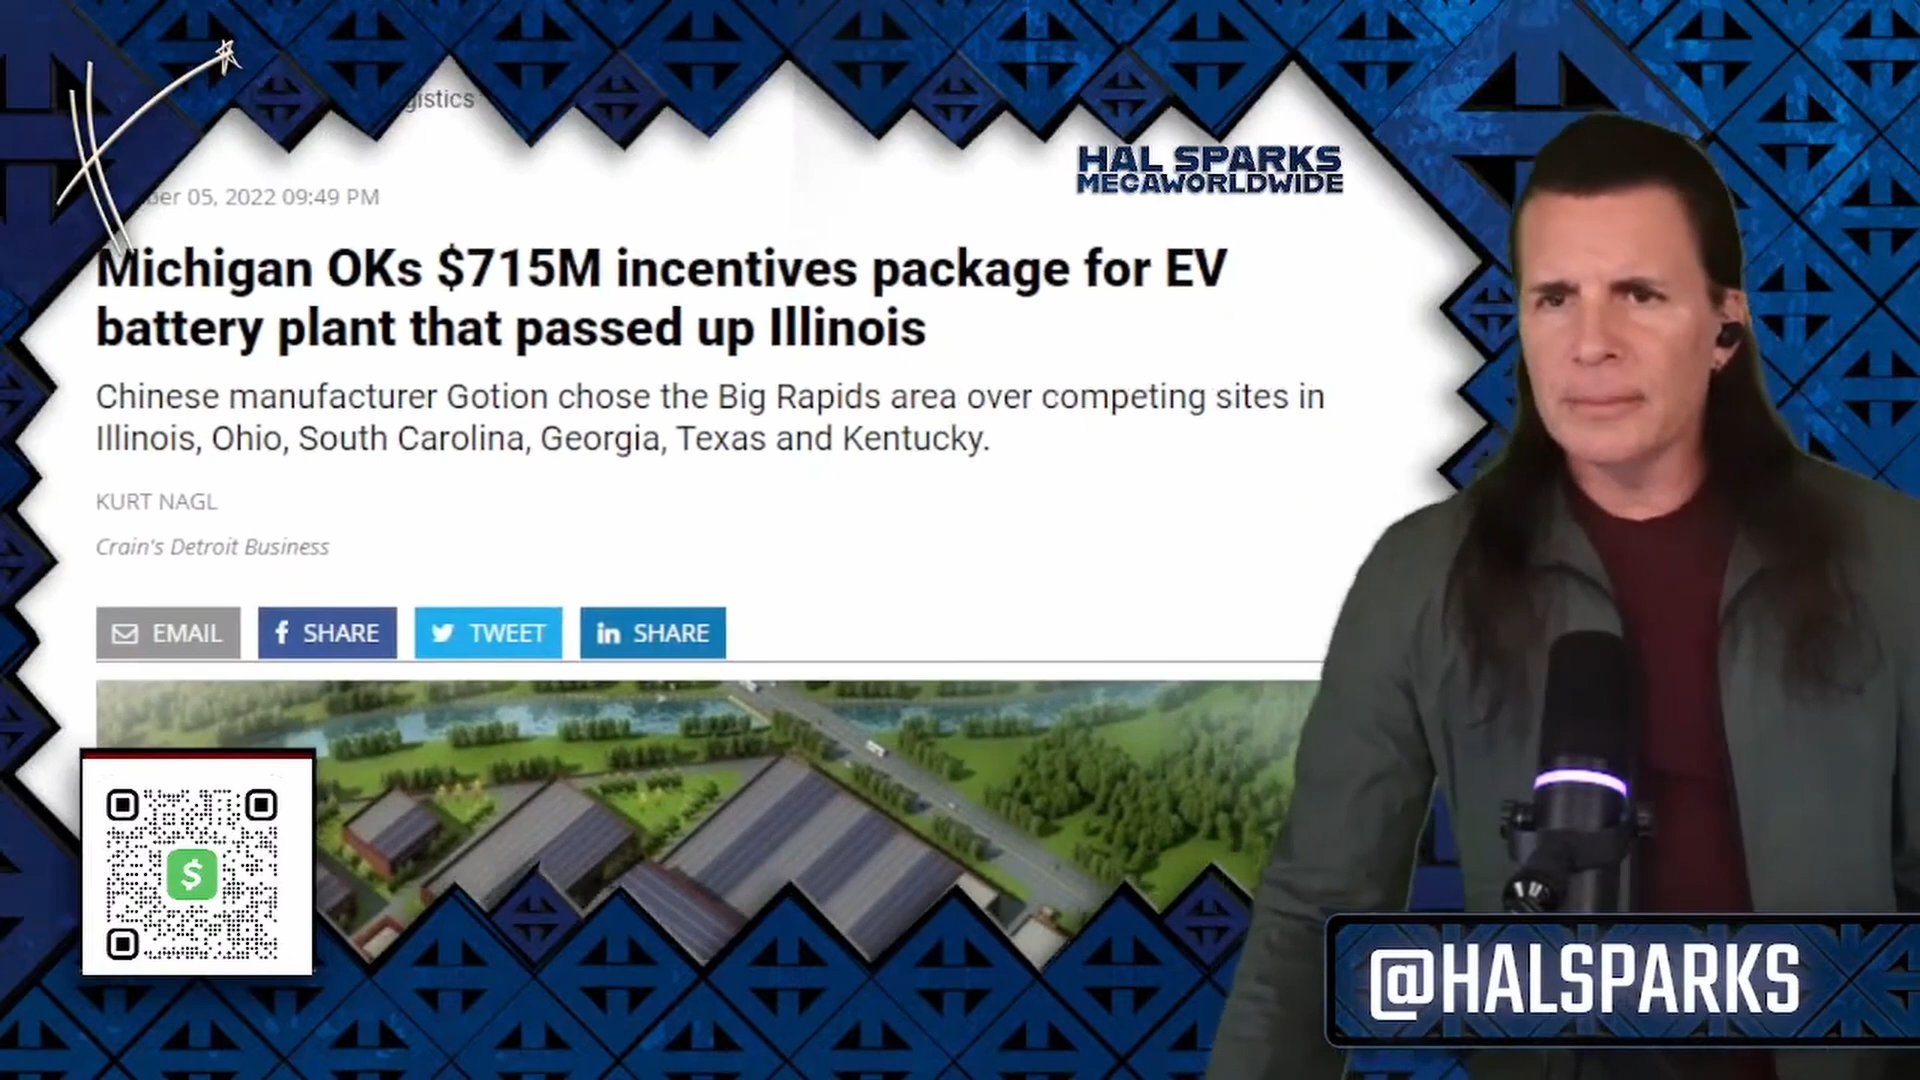 gistics
HAL SPARKS
MEGAWORLDWIDE
ber 05, 2022 09:49 PM
Michigan OKs $715M incentives package for EV
battery plant that passed up Illinois
Chinese manufacturer Gotion chose the Big Rapids area over competing sites in
Illinois, Ohio, South Carolina, Georgia, Texas and Kentucky.
KURT NAGL
Crain's Detroit Business
EMAIL
SHARE
TWEET
SHARE
@HALSPARKS